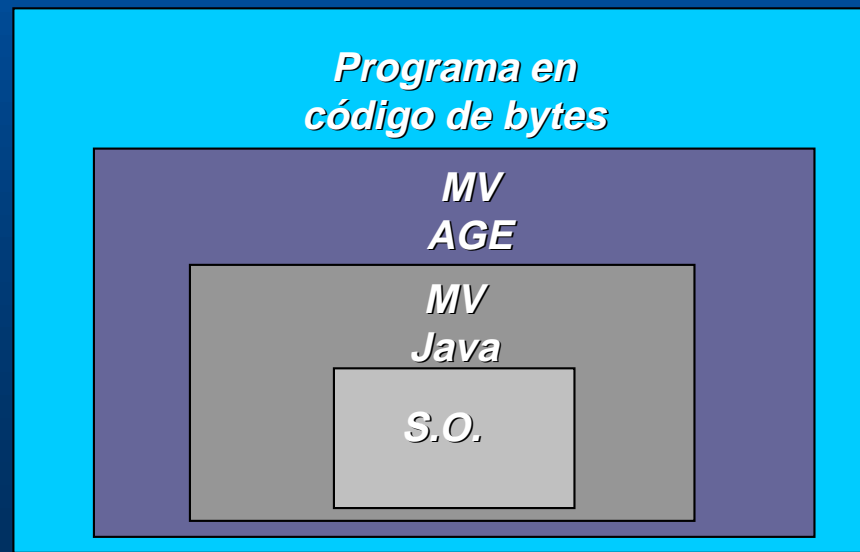 Programa en
código de bytes
MV
AGE
MV
Java
S.O.